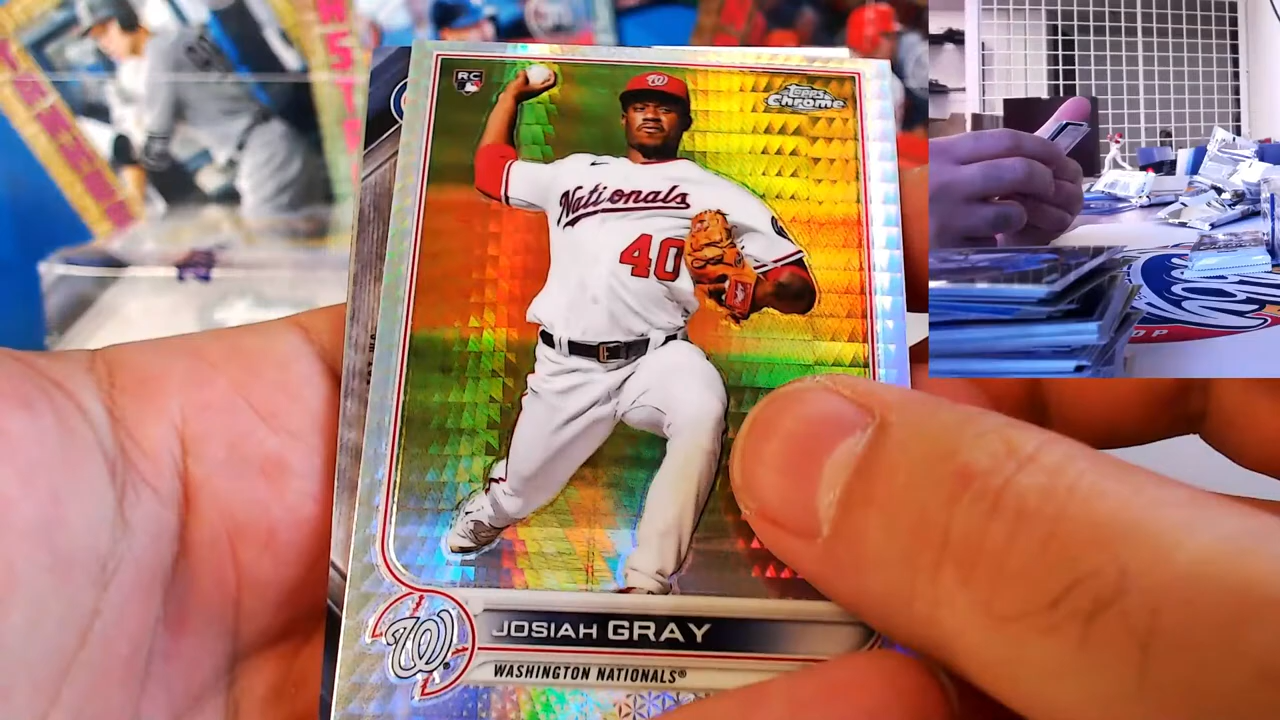 RC
Topps
Chrome
Nationals
40
W
JOSIAH GRAY
WASHINGTON NATIONALS®